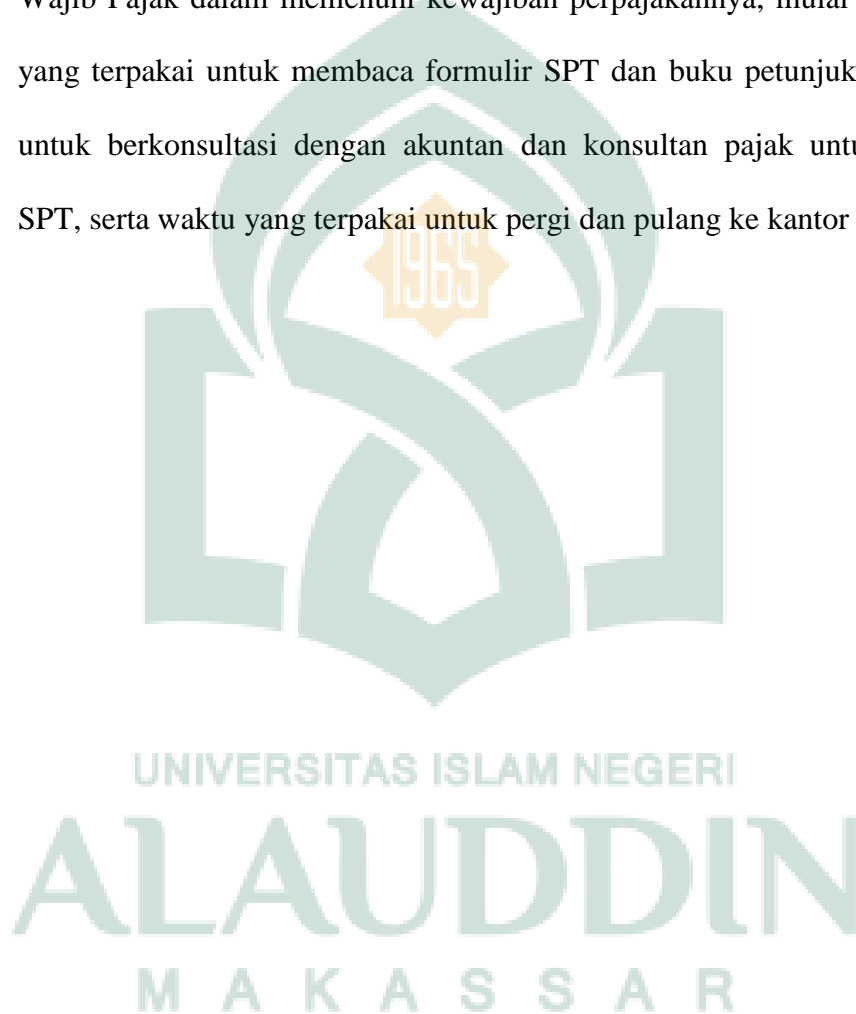 Wajib Pajak dalam memenuhi kewajiban perpajakannya, mulai
yang terpakai untuk membaca formulir SPT dan buku petunjuk
untuk berkonsultasi dengan akuntan dan konsultan pajak
SPT, serta waktu yang terpakai untuk pergi dan pulang ke kantor
1965
UNIVERSITAS ISLAM NEGERI
ALAUDDIN
MAKASSAR